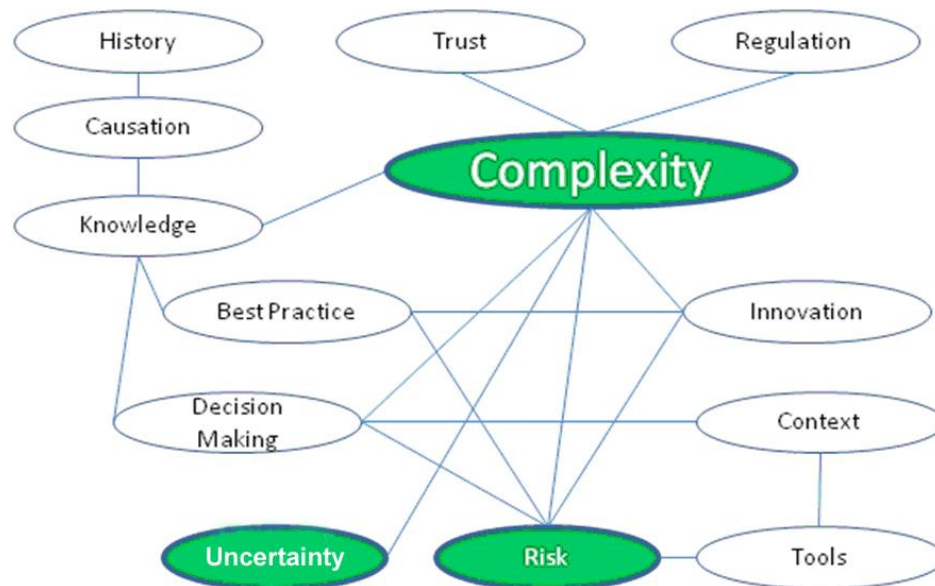 History
Trust
Regulation
Causation
Complexity
Knowledge
Best Practice
Innovation
Decision
Making
Context
Uncertainty
Risk
Tools